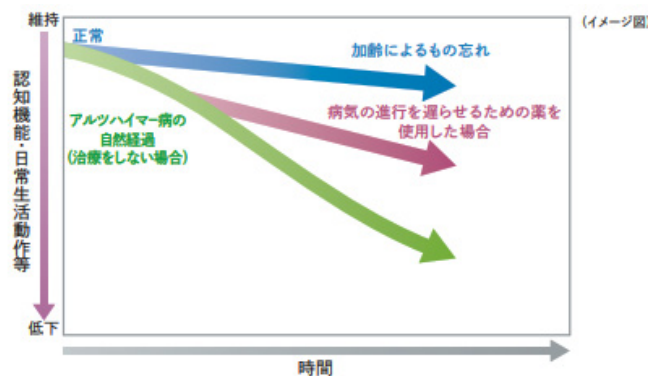 維持
(イメージ図)
正常
加齢によるもの忘れ
病気の進行を遅らせるための薬を
使用した場合
アルツハイマー病の
自然経過
(治療をしない場合)
認知機能・日常生活動作等
低下
時間